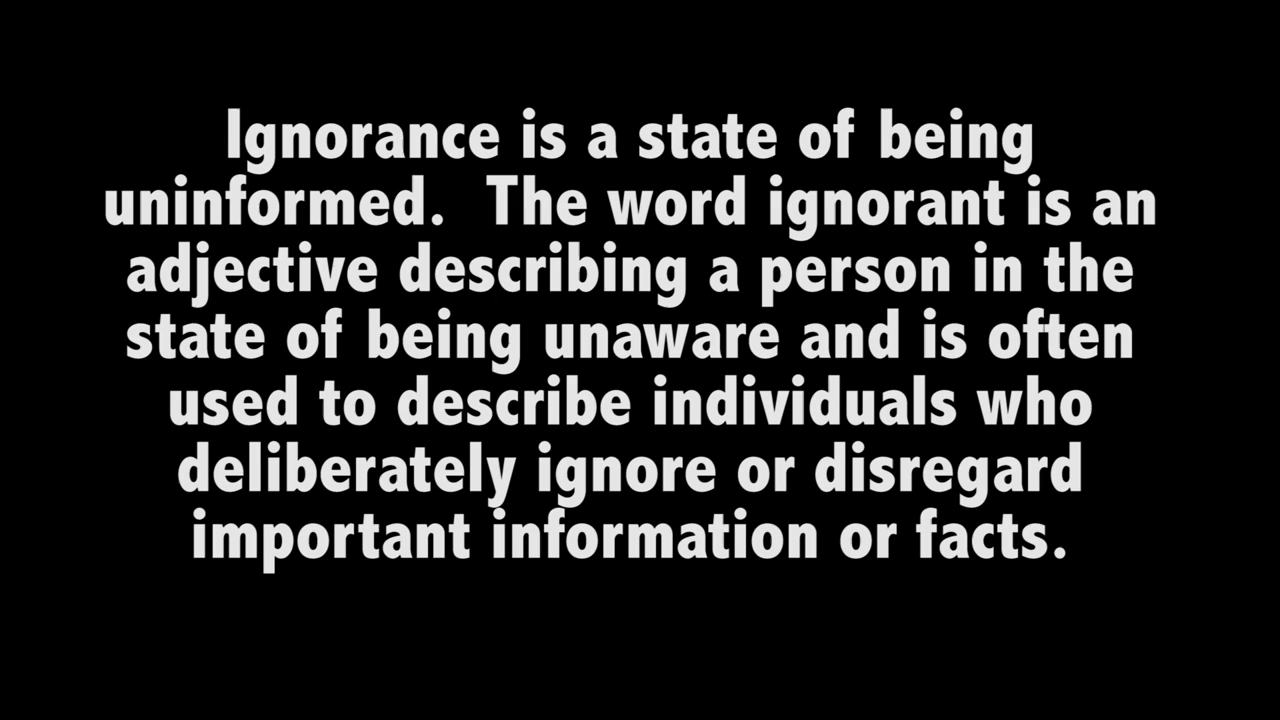 Ignorance is a state of being
uninformed.  The word ignorant is an
adjective describing a person in the
state of being unaware and is often
used to describe individuals who
deliberately ignore or disregard
important information or facts.